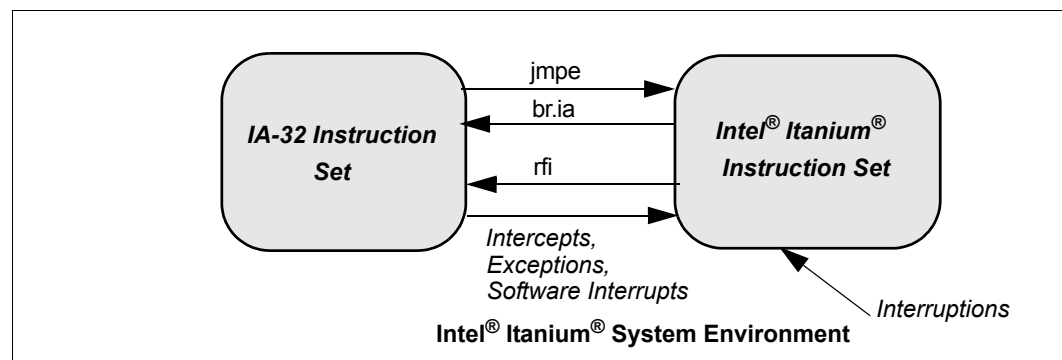 jmpe
br.ia
rfi
IA-32 Instruction
Set
Intel® Itanium®
Instruction Set
Intercepts,
Exceptions,
Software Interrupts
Interruptions
Intel® Itanium® System Environment